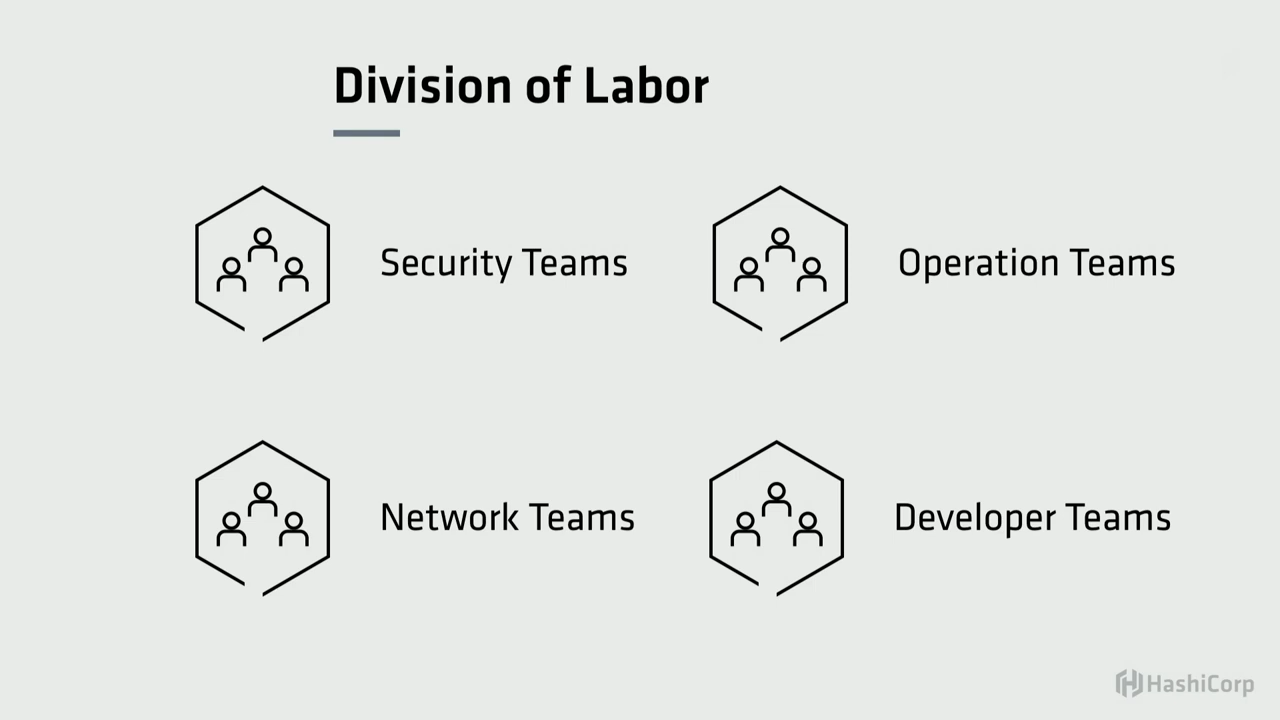 Division of Labor
Security Teams
Operation Teams
Network Teams
Developer Teams
HashiCorp